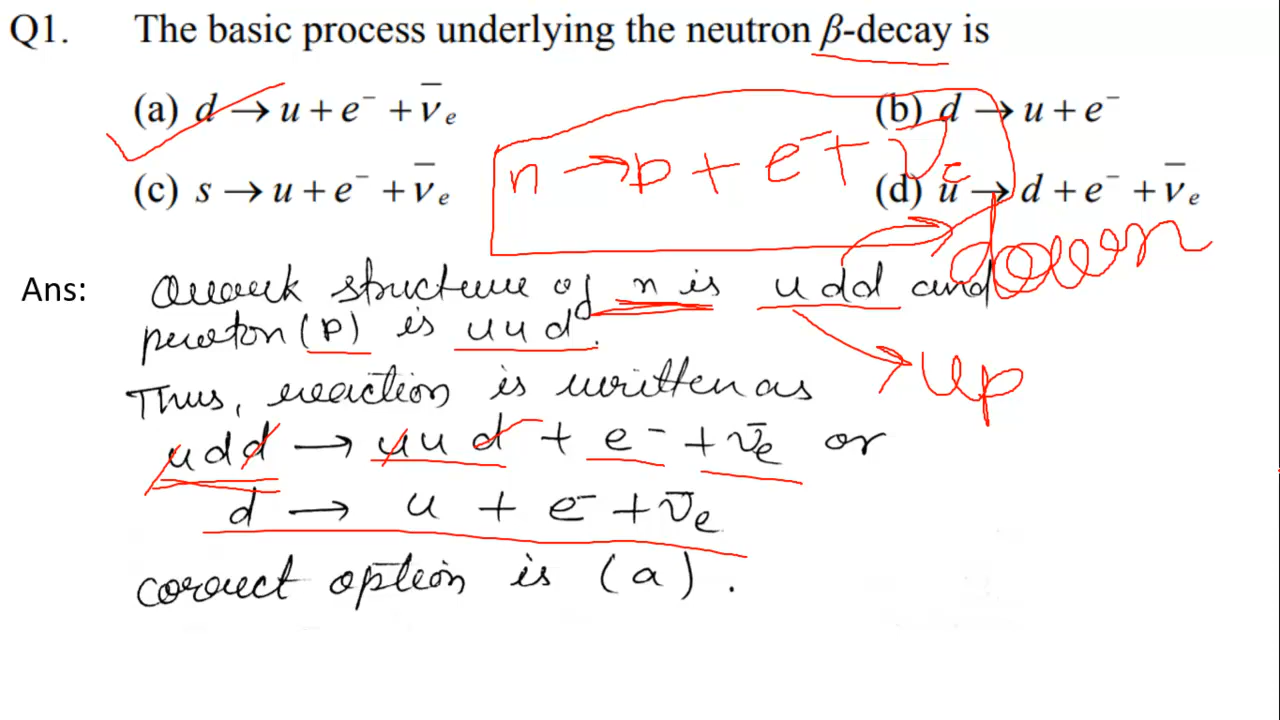 Q1. The basic process underlying the neutron β-decay is
(a) d → u + e⁻ + ν̄ₑ (b) d → u + e⁻
n → p + e⁻ + ν̄ₑ
(c) s → u + e⁻ + ν̄ₑ (d) u → d + e⁻ + ν̄ₑ
down
Ans: Quark structure of n is udd and
proton (p) is uud.
up
Thus, reaction is written as
udd → uud + e⁻ + ν̄ₑ or
d → u + e⁻ + ν̄ₑ
correct option is (a).